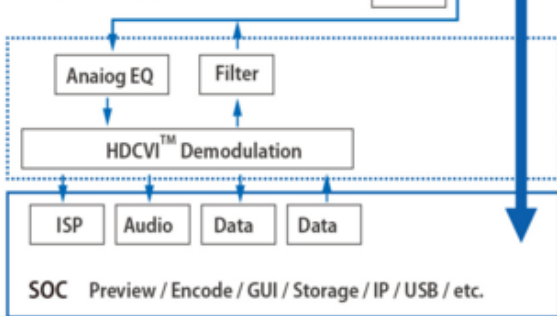 Anaiog EQ
Filter
HDCVI™ Demodulation
ISP
Audio
Data
Data
SOC Preview / Encode / GUI / Storage / IP / USB / etc.